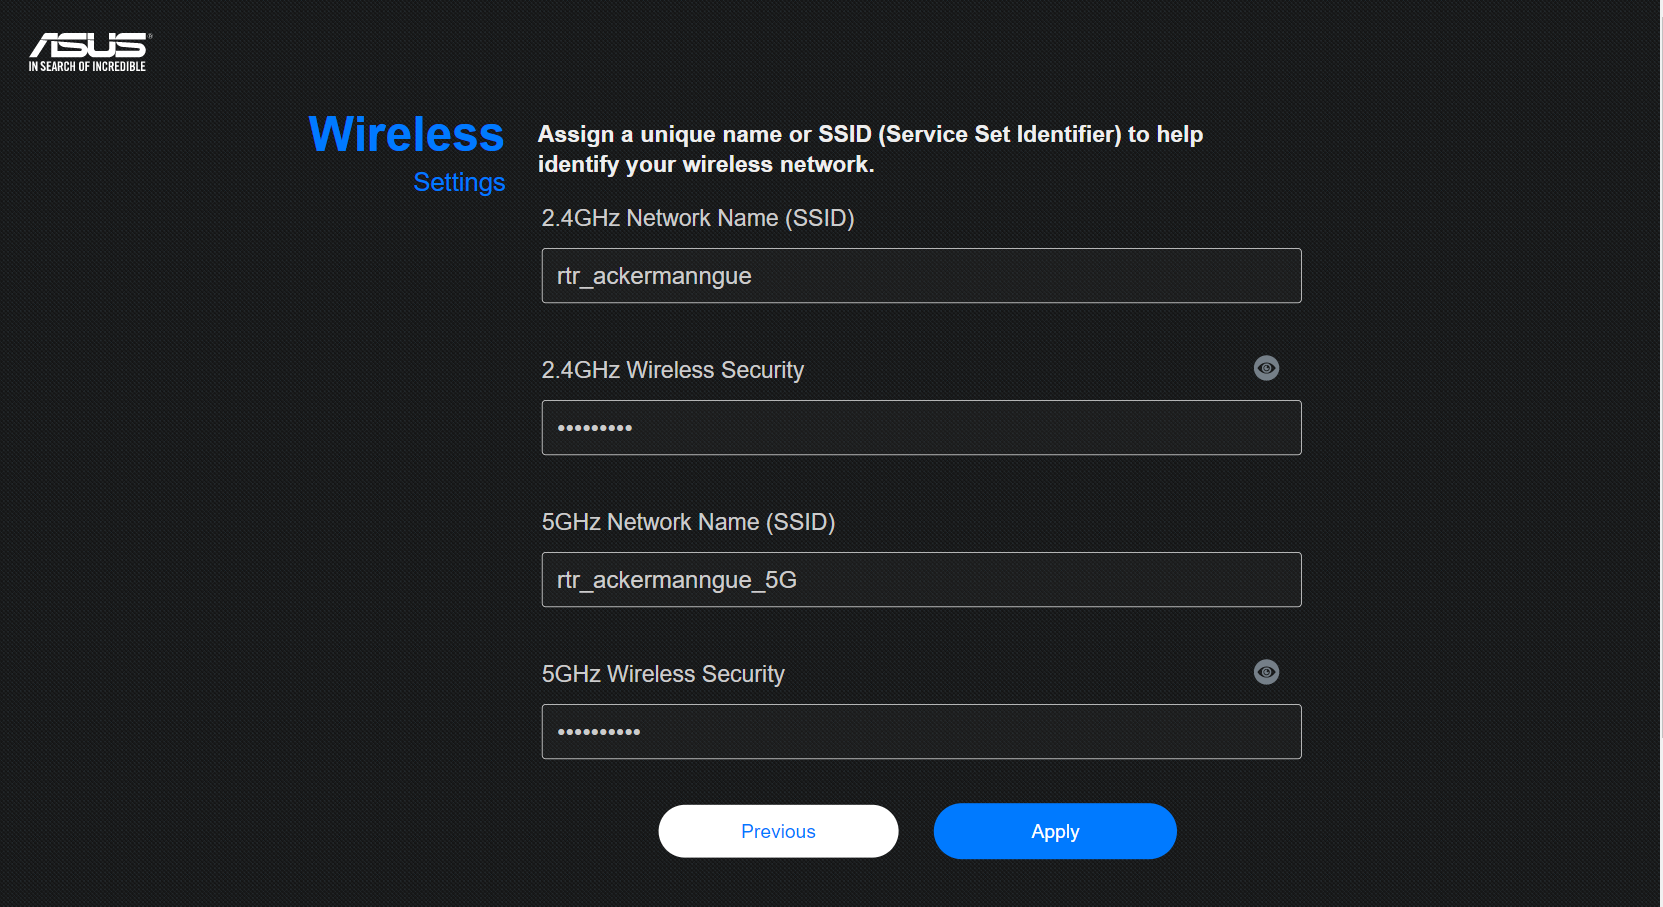 ASUS®
IN SEARCH OF INCREDIBLE
Wireless
Settings
Assign a unique name or SSID (Service Set Identifier) to help
identify your wireless network.
2.4GHz Network Name (SSID)
rtr_ackermanngue
2.4GHz Wireless Security
•••••••••
5GHz Network Name (SSID)
rtr_ackermanngue_5G
5GHz Wireless Security
••••••••••
Previous
Apply